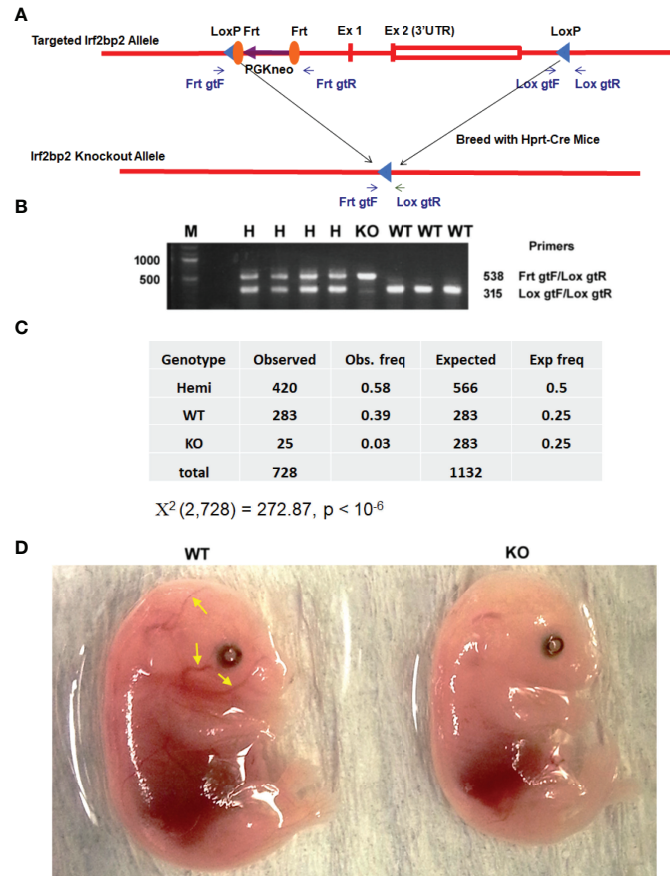 A
Targeted Irf2bp2 Allele
LoxP Frt Frt Ex 1 Ex 2 (3'UTR) LoxP
PGKneo
Frt gtF Frt gtR Lox gtF Lox gtR
Breed with Hprt-Cre Mice
Irf2bp2 Knockout Allele
Frt gtF Lox gtR
B
M H H H H KO WT WT WT Primers
1000
500
538 Frt gtF/Lox gtR
315 Lox gtF/Lox gtR
C
Genotype Observed Obs. freq Expected Exp freq
Hemi 420 0.58 566 0.5
WT 283 0.39 283 0.25
KO 25 0.03 283 0.25
total 728 1132
X² (2,728) = 272.87, p < 10⁻⁶
D
WT KO